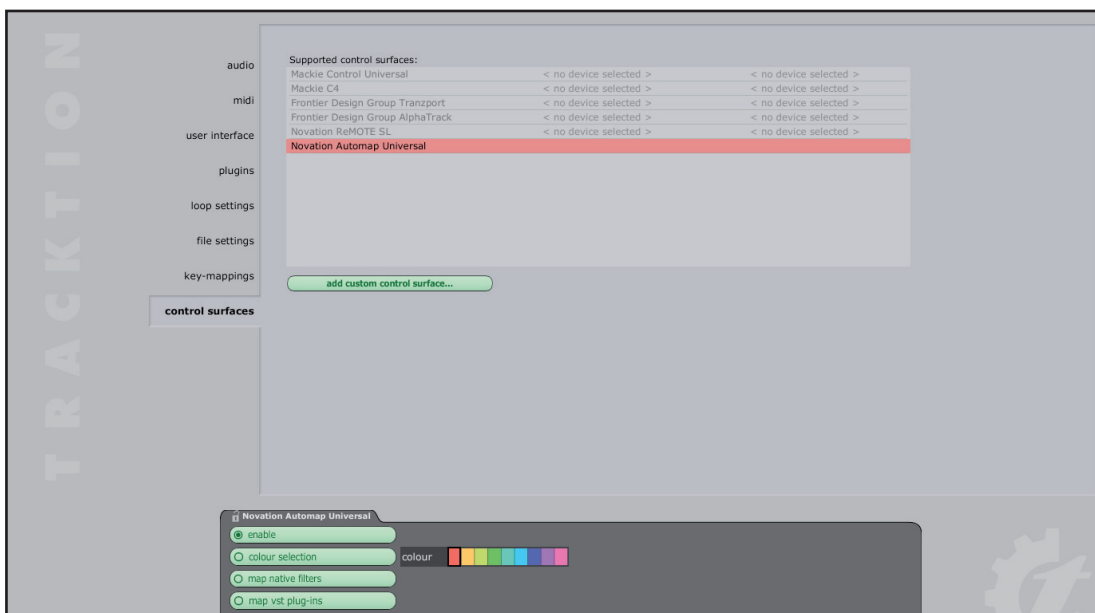 TRACKTION
audio
midi
user interface
plugins
loop settings
file settings
key-mappings
control surfaces
Supported control surfaces:
Mackie Control Universal < no device selected > < no device selected >
Mackie C4 < no device selected > < no device selected >
Frontier Design Group Tranzport < no device selected > < no device selected >
Frontier Design Group AlphaTrack < no device selected > < no device selected >
Novation ReMOTE SL < no device selected > < no device selected >
Novation Automap Universal
add custom control surface...
Novation Automap Universal
enable
colour selection colour
map native filters
map vst plug-ins